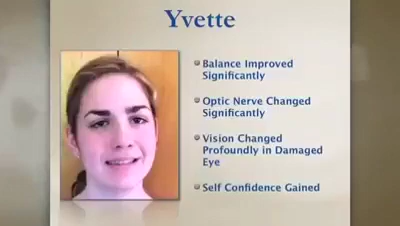 Yvette
Balance Improved
Significantly
Optic Nerve Changed
Significantly
Vision Changed
Profoundly in Damaged
Eye
Self Confidence Gained